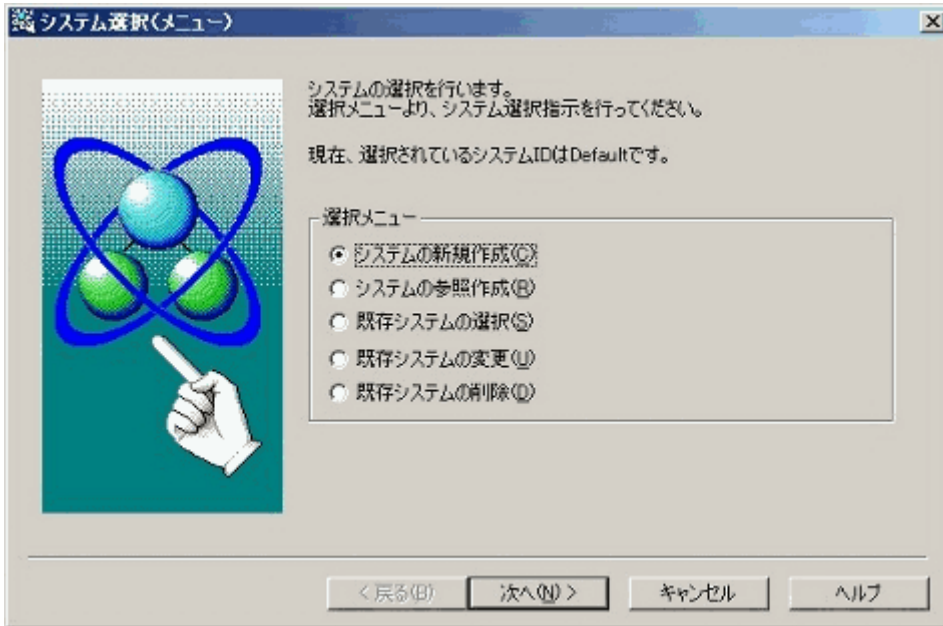 システム選択(メニュー)
システムの選択を行います。
選択メニューより、システム選択指示を行ってください。
現在、選択されているシステムIDはDefaultです。
選択メニュー
システムの新規作成(C)
システムの参照作成(R)
既存システムの選択(S)
既存システムの変更(U)
既存システムの削除(D)
< 戻る(B) 次へ(N) > キャンセル ヘルプ